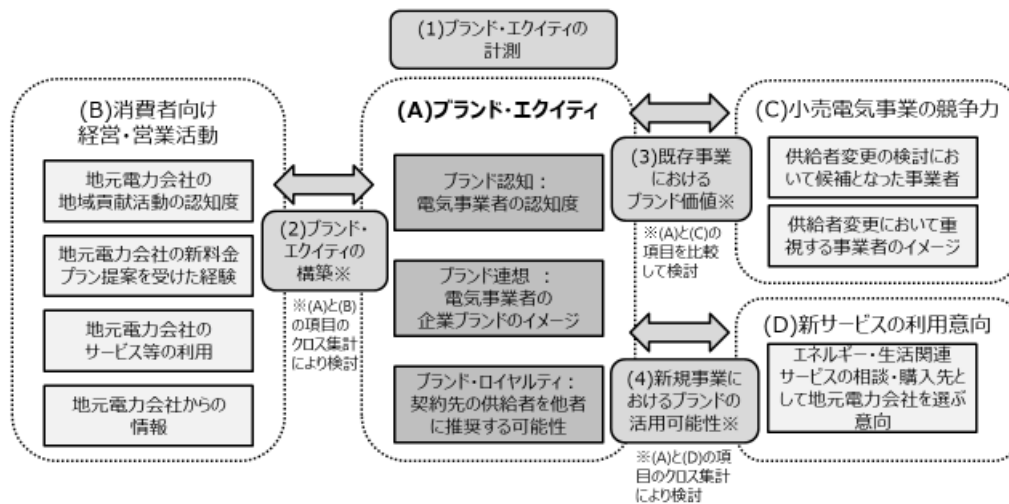 (1)ブランド・エクイティの
計測
(B)消費者向け
経営・営業活動
地元電力会社の
地域貢献活動の認知度
地元電力会社の新料金
プラン提案を受けた経験
地元電力会社の
サービス等の利用
地元電力会社からの
情報
(2)ブランド・
エクイティの
構築※
※(A)と(B)
の項目の
クロス集計
により検討
(A)ブランド・エクイティ
ブランド認知：
電気事業者の認知度
ブランド連想 ：
電気事業者の
企業ブランドのイメージ
ブランド・ロイヤルティ：
契約先の供給者を他者
に推奨する可能性
(3)既存事業
における
ブランド価値※
※(A)と(C)の
項目を比較
して検討
(4)新規事業に
おけるブランドの
活用可能性※
※(A)と(D)の項
目のクロス集計
により検討
(C)小売電気事業の競争力
供給者変更の検討にお
いて候補となった事業者
供給者変更において重
視する事業者のイメージ
(D)新サービスの利用意向
エネルギー・生活関連
サービスの相談・購入先と
して地元電力会社を選ぶ
意向